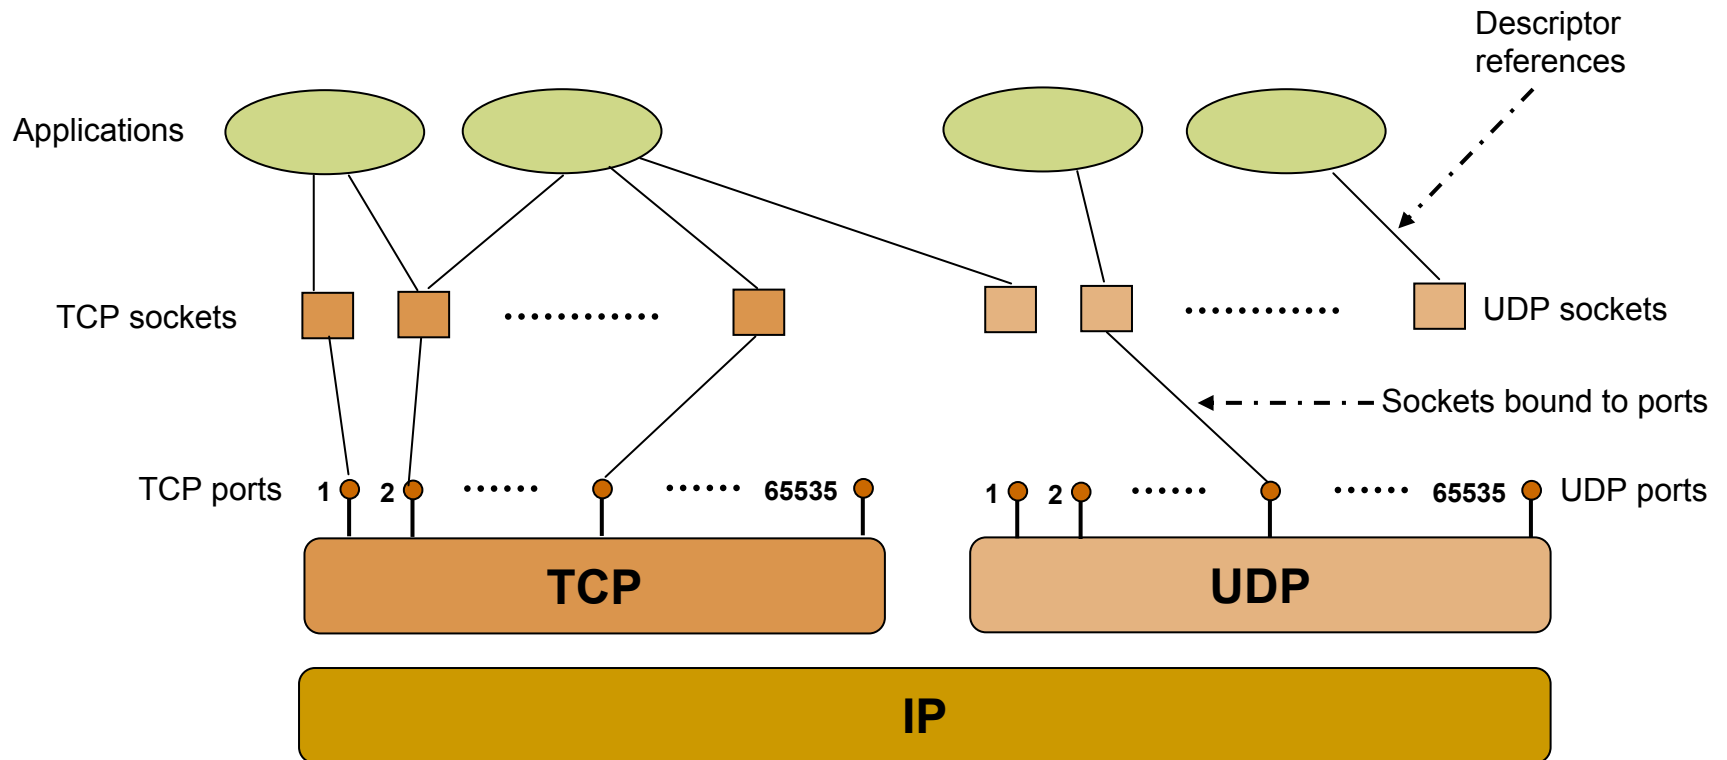 Descriptor
references
Applications
TCP sockets
UDP sockets
Sockets bound to ports
TCP ports 1 2 ...... ...... 65535 1 2 ...... ...... 65535 UDP ports
TCP
UDP
IP